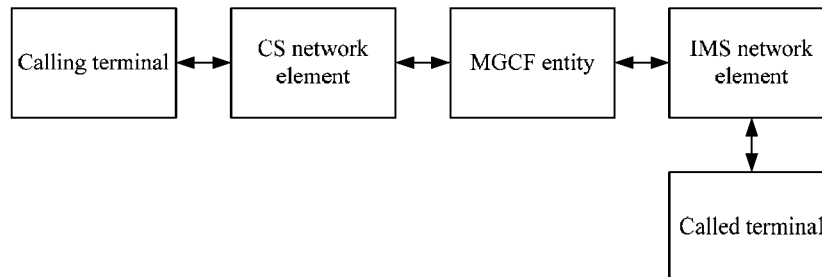 Calling terminal
CS network
element
MGCF entity
IMS network
element
Called terminal